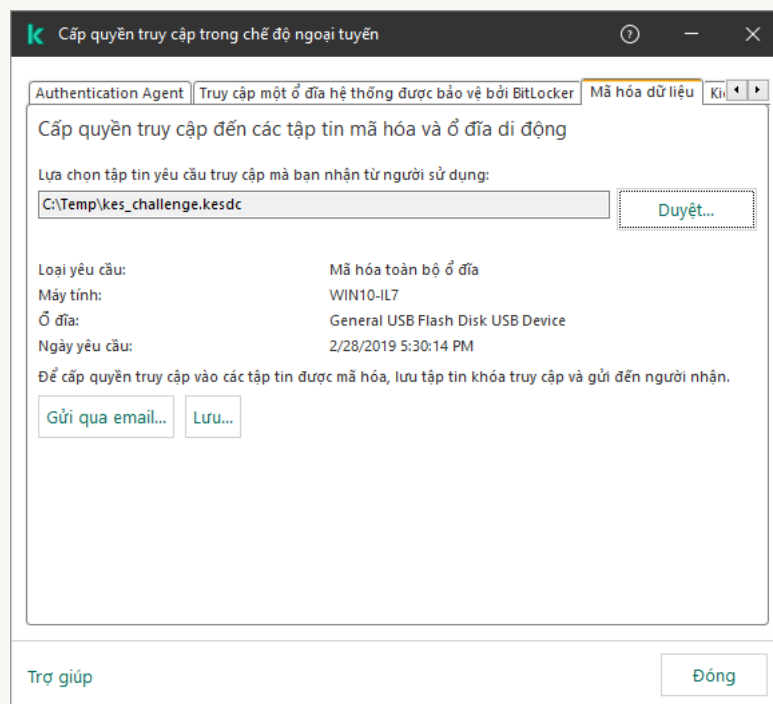 Cấp quyền truy cập trong chế độ ngoại tuyến
Authentication Agent Truy cập một ổ đĩa hệ thống được bảo vệ bởi BitLocker Mã hóa dữ liệu
Cấp quyền truy cập đến các tập tin mã hóa và ổ đĩa di động
Lựa chọn tập tin yêu cầu truy cập mà bạn nhận từ người sử dụng:
C:\Temp\kes_challenge.kesdc Duyệt...
Loại yêu cầu: Mã hóa toàn bộ ổ đĩa
Máy tính: WIN10-IL7
Ổ đĩa: General USB Flash Disk USB Device
Ngày yêu cầu: 2/28/2019 5:30:14 PM
Để cấp quyền truy cập vào các tập tin được mã hóa, lưu tập tin khóa truy cập và gửi đến người nhận.
Gửi qua email... Lưu...
Trợ giúp Đóng